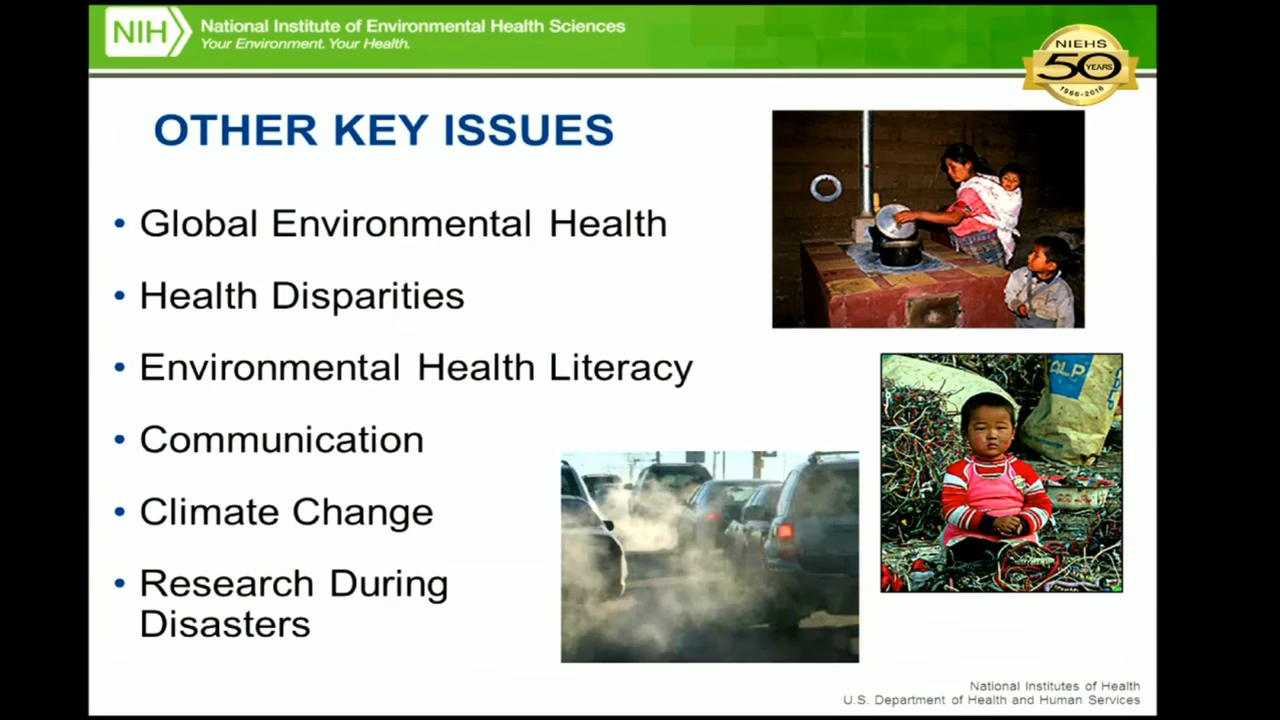 NIH
National Institute of Environmental Health Sciences
Your Environment. Your Health.
NIEHS
50 YEARS
1966-2016
OTHER KEY ISSUES
• Global Environmental Health
• Health Disparities
• Environmental Health Literacy
• Communication
• Climate Change
• Research During
Disasters
ALP
National Institutes of Health
U.S. Department of Health and Human Services